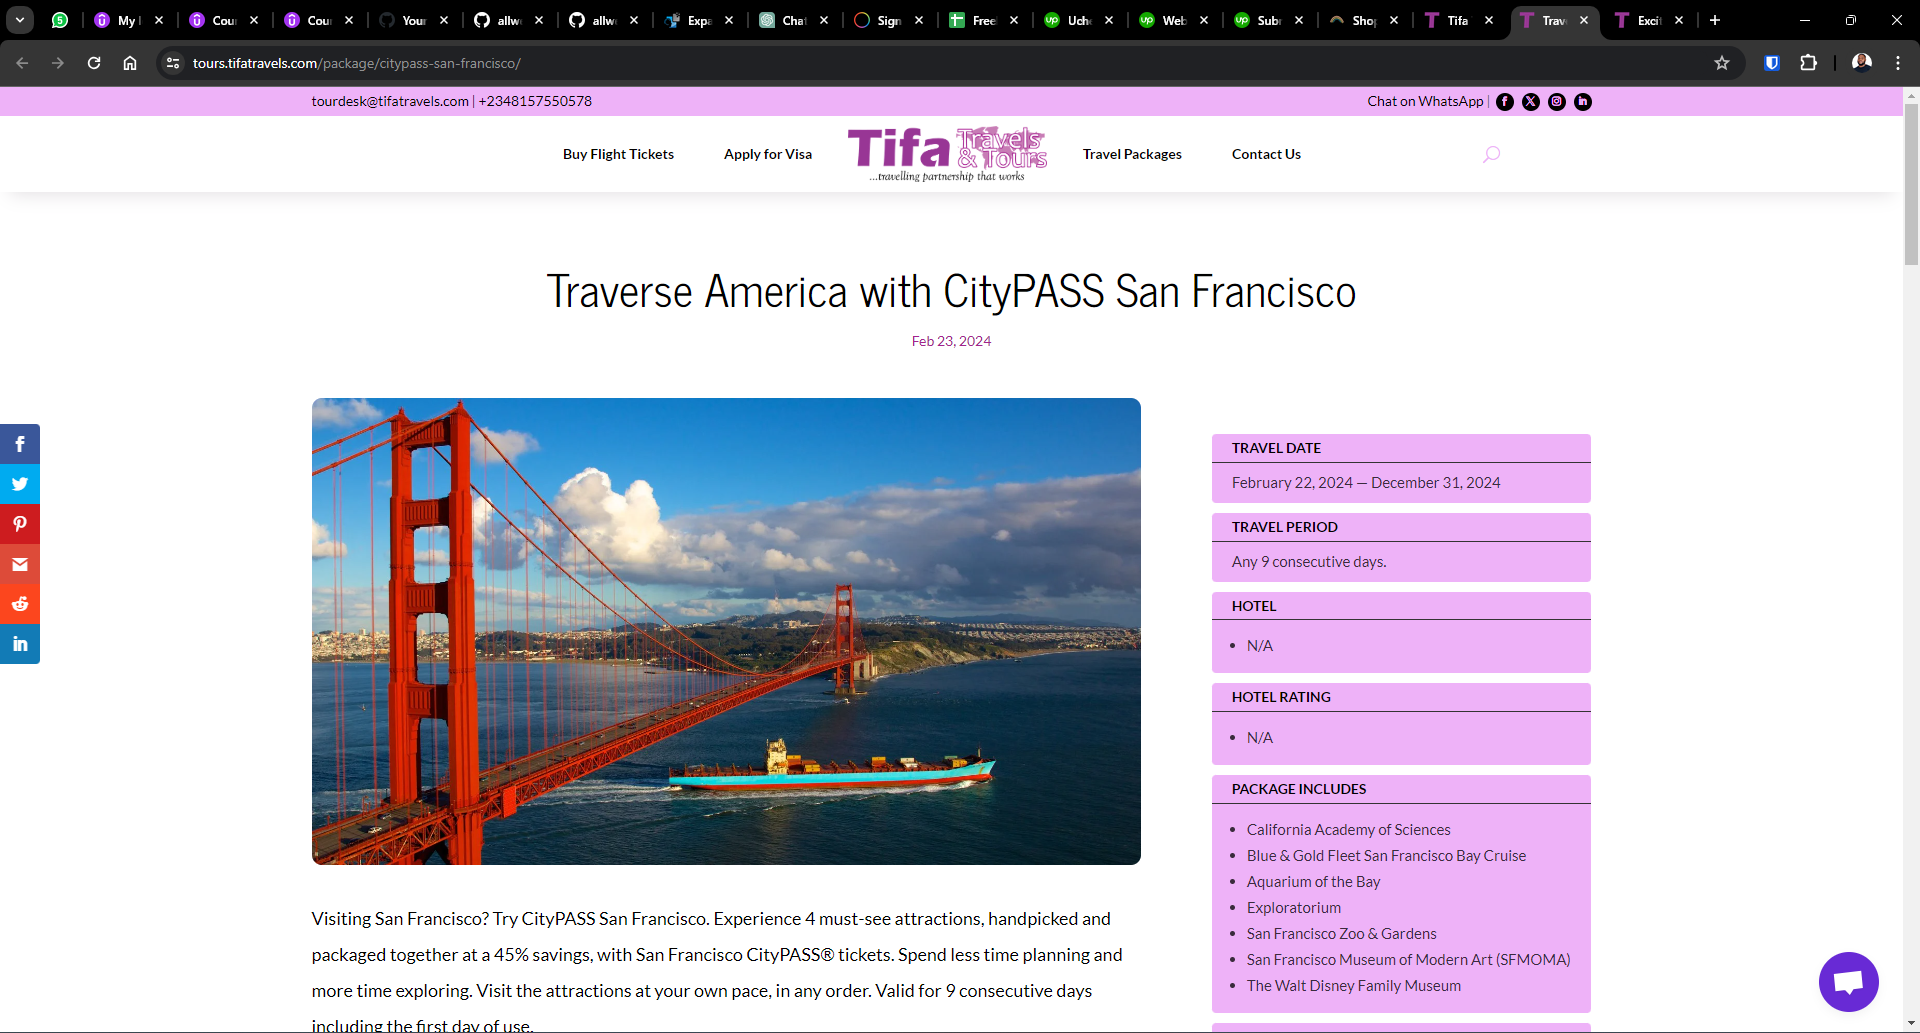 5
My
Cou
Cou
Your
allw
allw
Expa
Chat
Sign
Free
Uch
Web
Sub
Shop
Tifa
Trav
Exci
tours.tifatravels.com/package/citypass-san-francisco/
tourdesk@tifatravels.com | +2348157550578
Chat on WhatsApp |
Buy Flight Tickets
Apply for Visa
Tifa Travels & Tours
...travelling partnership that works
Travel Packages
Contact Us
Traverse America with CityPASS San Francisco
Feb 23, 2024
TRAVEL DATE
February 22, 2024 — December 31, 2024
TRAVEL PERIOD
Any 9 consecutive days.
HOTEL
• N/A
HOTEL RATING
• N/A
PACKAGE INCLUDES
• California Academy of Sciences
• Blue & Gold Fleet San Francisco Bay Cruise
• Aquarium of the Bay
• Exploratorium
• San Francisco Zoo & Gardens
• San Francisco Museum of Modern Art (SFMOMA)
• The Walt Disney Family Museum
Visiting San Francisco? Try CityPASS San Francisco. Experience 4 must-see attractions, handpicked and
packaged together at a 45% savings, with San Francisco CityPASS® tickets. Spend less time planning and
more time exploring. Visit the attractions at your own pace, in any order. Valid for 9 consecutive days
including the first day of use.